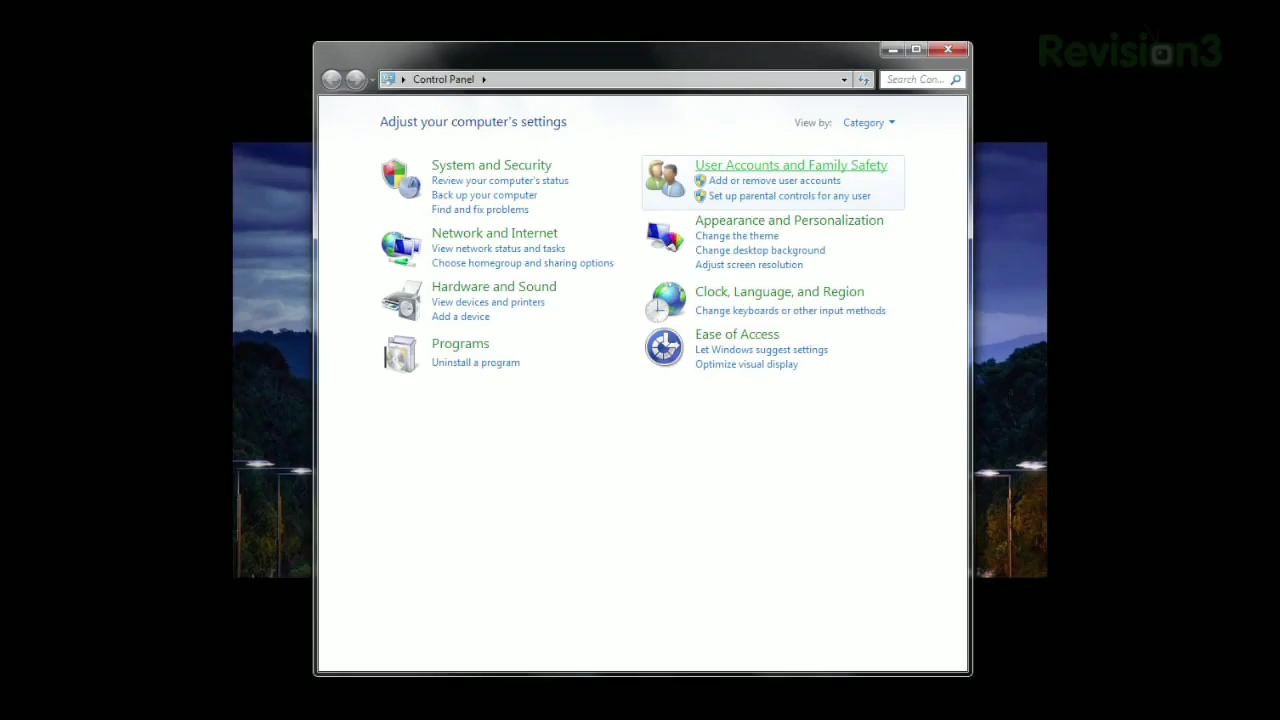 Revision3
Control Panel
Search Con...
Adjust your computer's settings
View by: Category
System and Security
Review your computer's status
Back up your computer
Find and fix problems
Network and Internet
View network status and tasks
Choose homegroup and sharing options
Hardware and Sound
View devices and printers
Add a device
Programs
Uninstall a program
User Accounts and Family Safety
Add or remove user accounts
Set up parental controls for any user
Appearance and Personalization
Change the theme
Change desktop background
Adjust screen resolution
Clock, Language, and Region
Change keyboards or other input methods
Ease of Access
Let Windows suggest settings
Optimize visual display